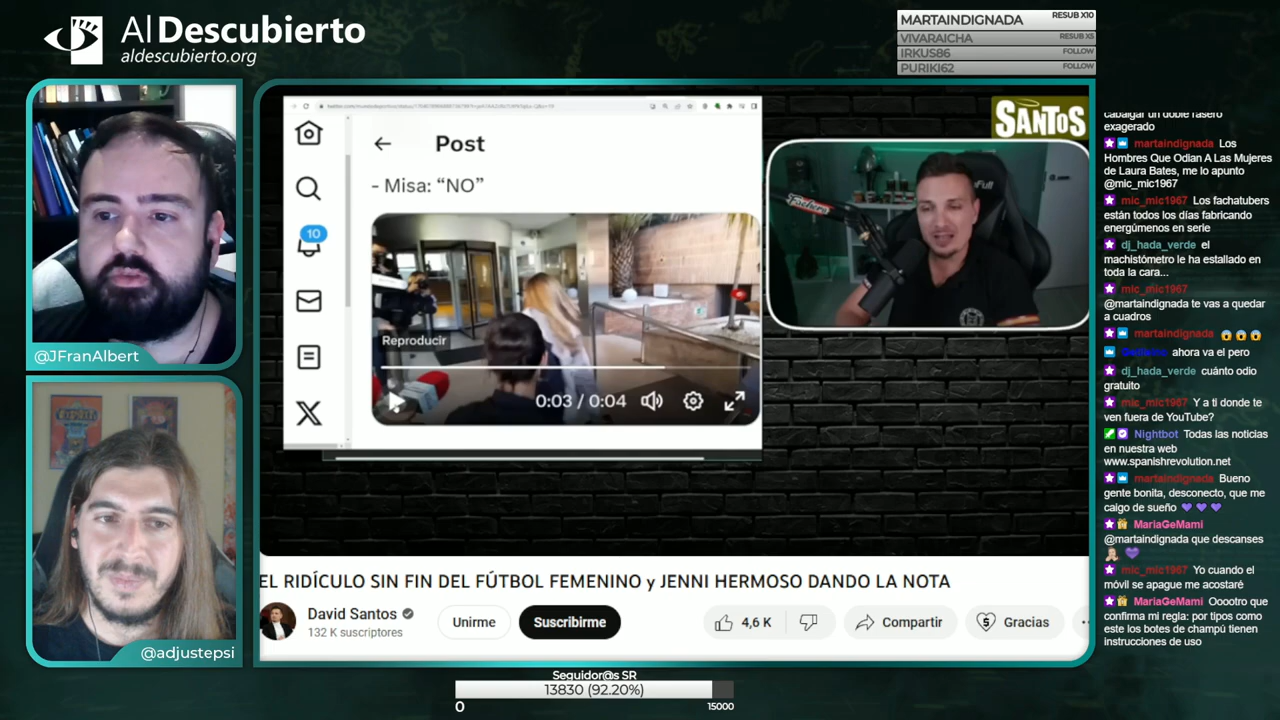 Al Descubierto
aldescubierto.org
MARTAINDIGNADA RESUB X10
VIVARAICHA RESUB X5
IRKUS86 FOLLOW
PURIKI62 FOLLOW
@JFranAlbert
@adjustepsi
Post
- Misa: “NO”
10
Reproducir
0:03 / 0:04
SANTOS
EL RIDÍCULO SIN FIN DEL FÚTBOL FEMENINO y JENNI HERMOSO DANDO LA NOTA
David Santos
132 K suscriptores
Unirme
Suscribirme
4,6 K
Compartir
Gracias
cabalgar un doble rasero
exagerado
martaindignada Los
Hombres Que Odian A Las Mujeres
de Laura Bates, me lo apunto
@mic_mic1967
mic_mic1967 Los fachatubers
están todos los días fabricando
energúmenos en serle
dj_hada_verde el
machistómetro le ha estallado en
toda la cara...
mic_mic1967
@martaindignada te vas a quedar
a cuadros
martaindignada
ahora va el pero
dj_hada_verde cuánto odio
gratuito
mic_mic1967 Y a ti donde te
ven fuera de YouTube?
Nightbot Todas las noticias
en nuestra web
www.spanishrevolution.net
martaindignada Bueno
gente bonita, desconecto, que me
caigo de sueño
MariaGeMami
@martaindignada que descanses
mic_mic1967 Yo cuando el
móvil se apague me acostaré
MariaGeMami Ooootro que
confirma mi regla: por tipos como
este los botes de champú tienen
instrucciones de uso
Seguidor@s SR
13830 (92.20%)
0 15000